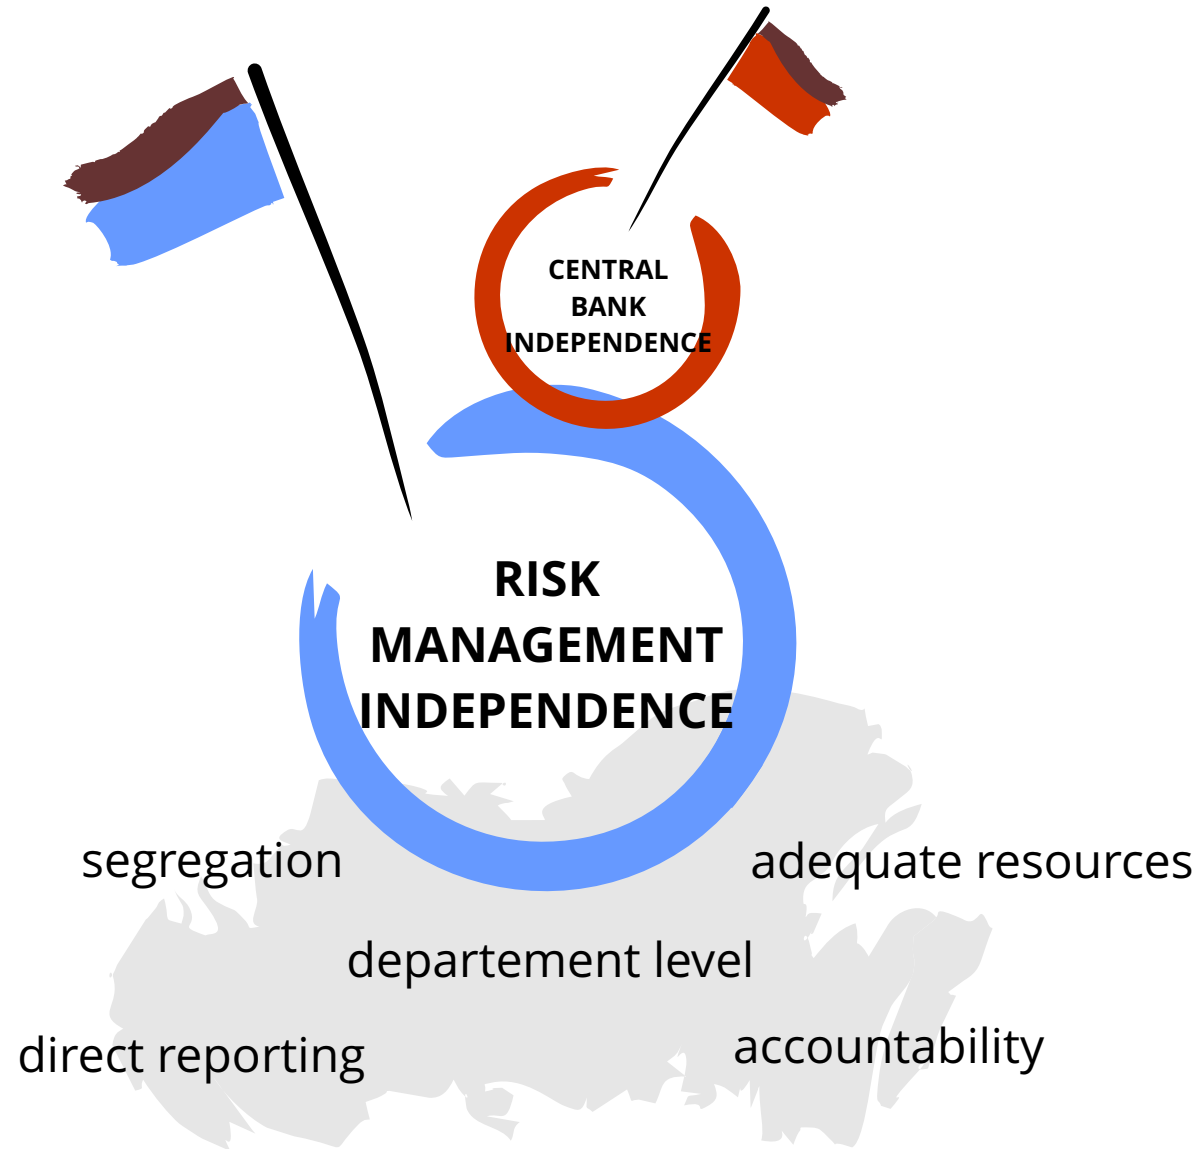 CENTRAL
BANK
INDEPENDENCE
RISK
MANAGEMENT
INDEPENDENCE
segregation
adequate resources
departement level
direct reporting
accountability